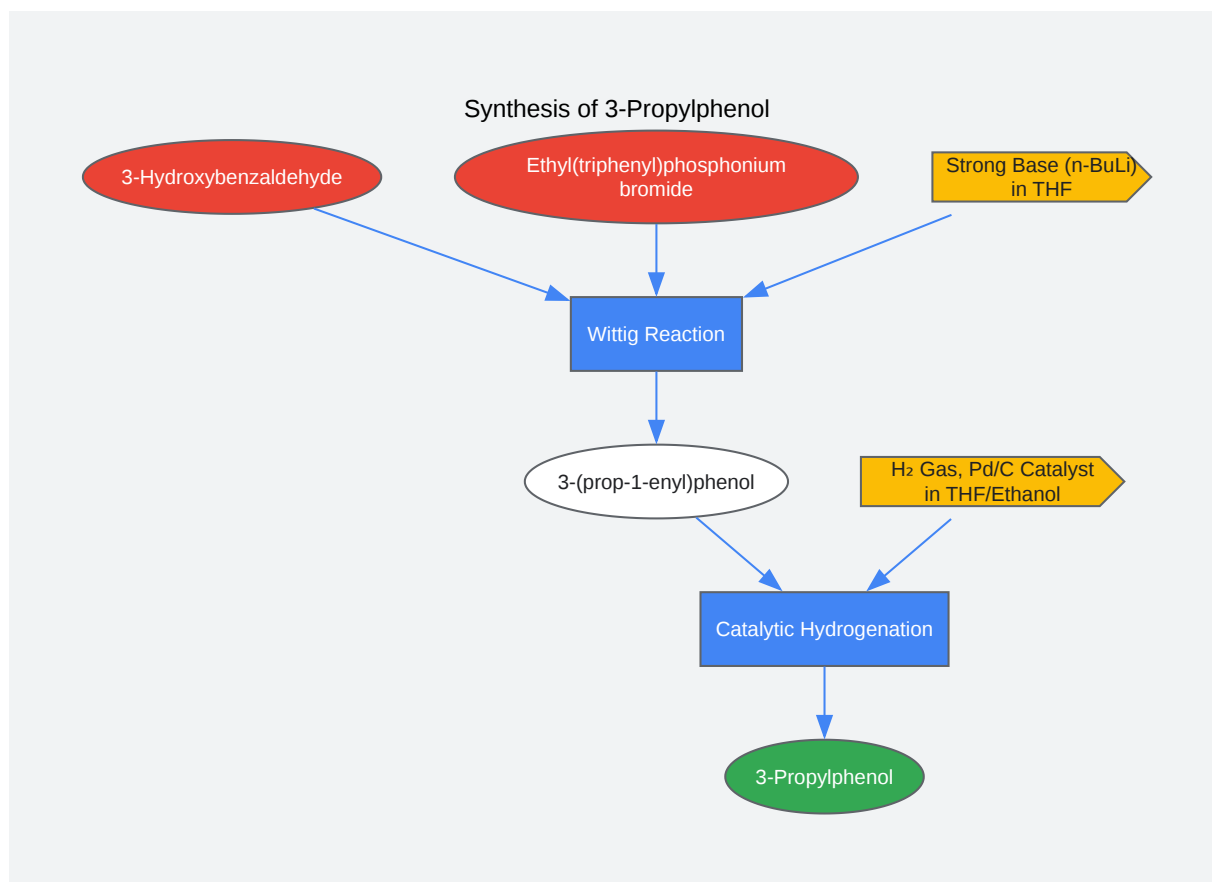 Synthesis of 3-Propylphenol
3-Hydroxybenzaldehyde
Ethyl(triphenyl)phosphonium
bromide
Strong Base (n-BuLi)
in THF
Wittig Reaction
3-(prop-1-enyl)phenol
H₂ Gas, Pd/C Catalyst
in THF/Ethanol
Catalytic Hydrogenation
3-Propylphenol